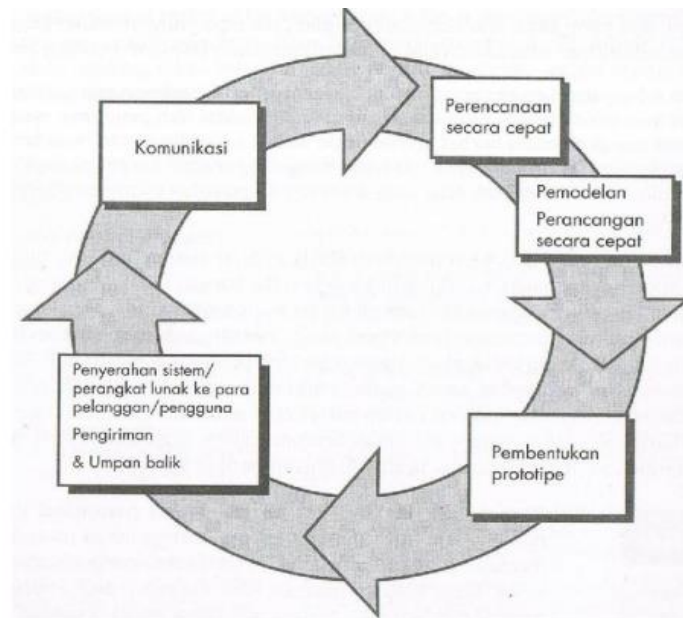 Komunikasi
Perencanaan
secara cepat
Pemodelan
Perancangan
secara cepat
Pembentukan
prototipe
Penyerahan sistem/
perangkat lunak ke para
pelanggan/pengguna
Pengiriman
& Umpan balik